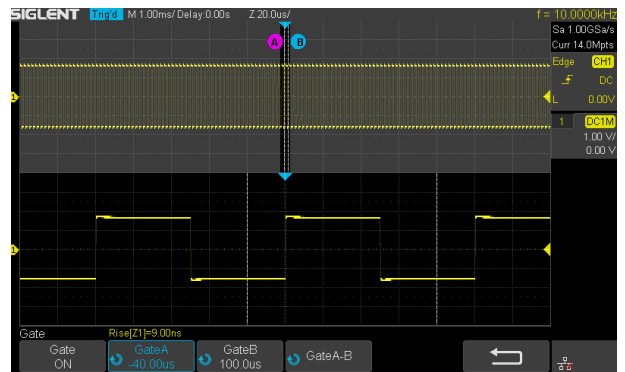 SIGLENT Trig'd M 1.00ms/ Delay:0.00s Z 20.0us/ f = 10.0000kHz
Sa 1.00GSa/s
Curr 14.0Mpts
A B
Edge CH1
DC
L 0.00V
1 DC1M
1.00 V/
0.00 V
1
1
Gate Rise[Z1]=9.00ns
Gate ON
GateA -40.00us
GateB 100.0us
GateA-B